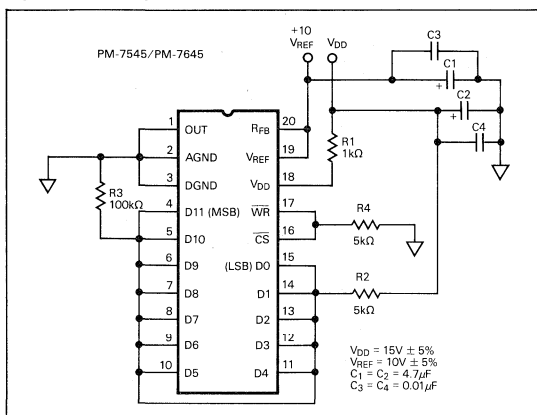 PM-7545/PM-7645
+10
VREF
VDD
C3
C1
+
C2
+
C4
R1
1kΩ
1 OUT
2 AGND
3 DGND
4 D11 (MSB)
5 D10
6 D9
7 D8
8 D7
9 D6
10 D5
RFB 20
VREF 19
VDD 18
WR 17
CS 16
(LSB) D0 15
D1 14
D2 13
D3 12
D4 11
R3
100kΩ
R4
5kΩ
R2
5kΩ
VDD = 15V ± 5%
VREF = 10V ± 5%
C1 = C2 = 4.7μF
C3 = C4 = 0.01μF